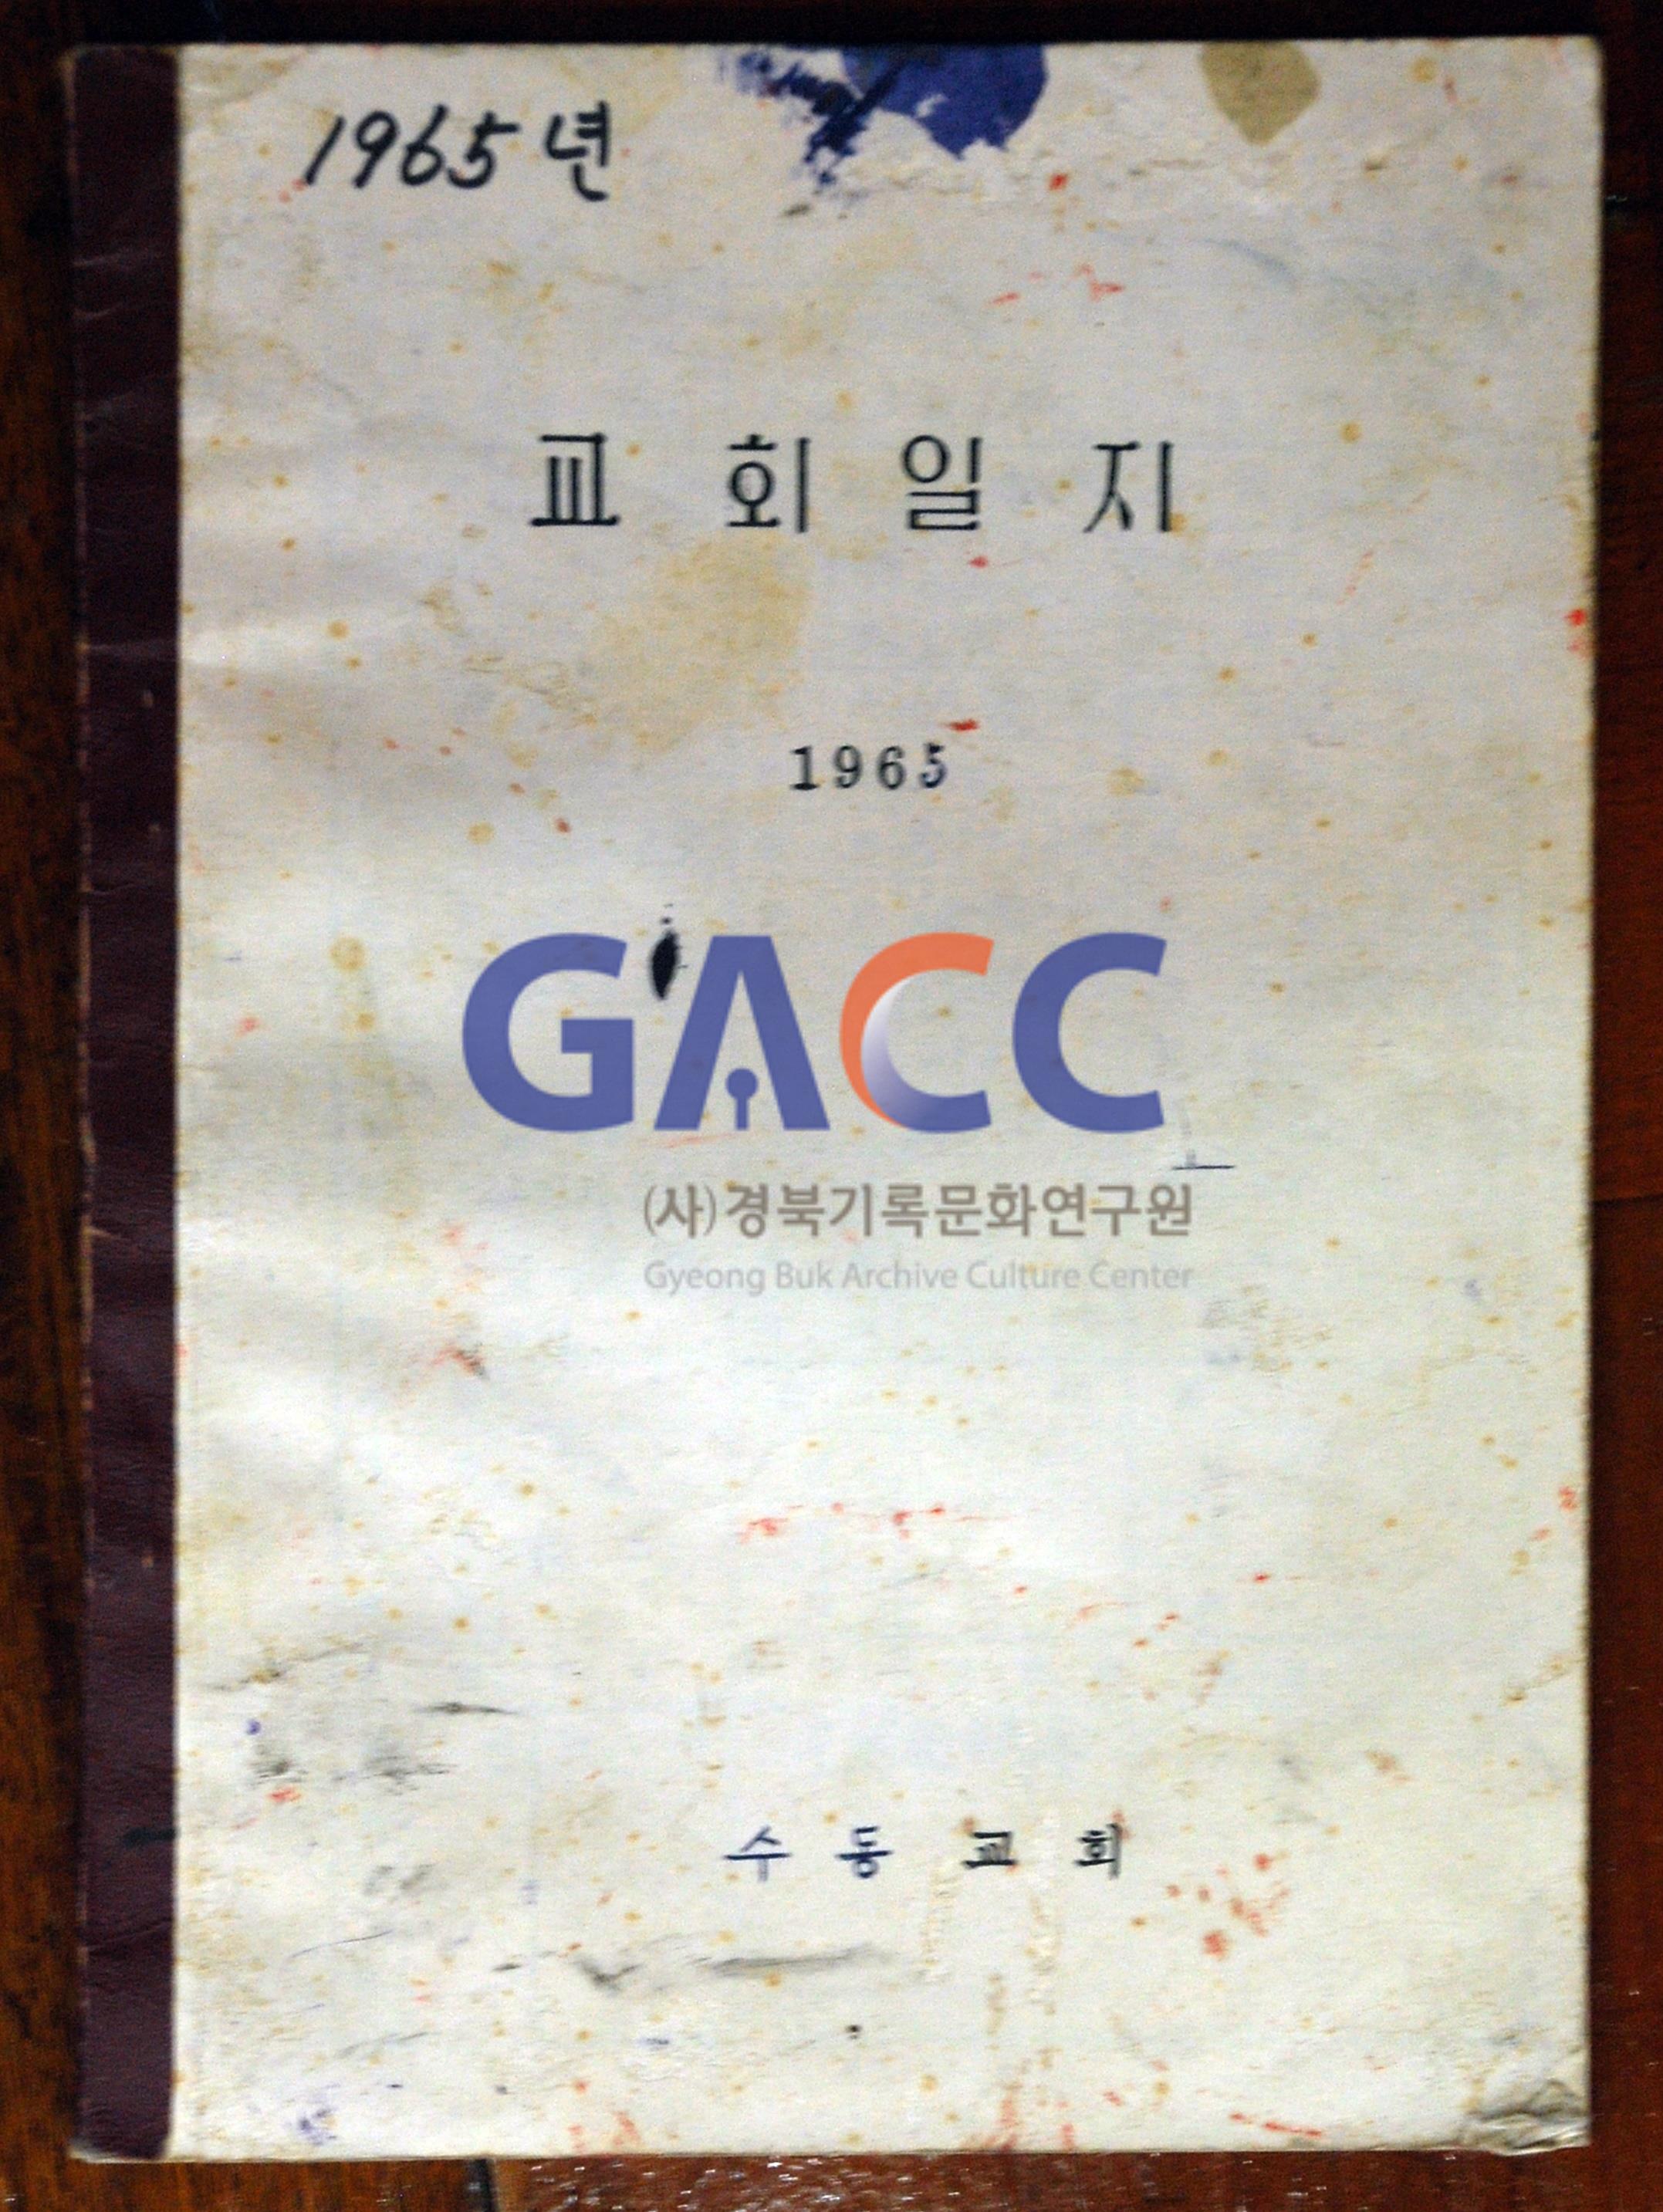 1965년
교회일지
1965
GACC
(사)경북기록문화연구원
Gyeong Buk Archive Culture Center
수동 교회